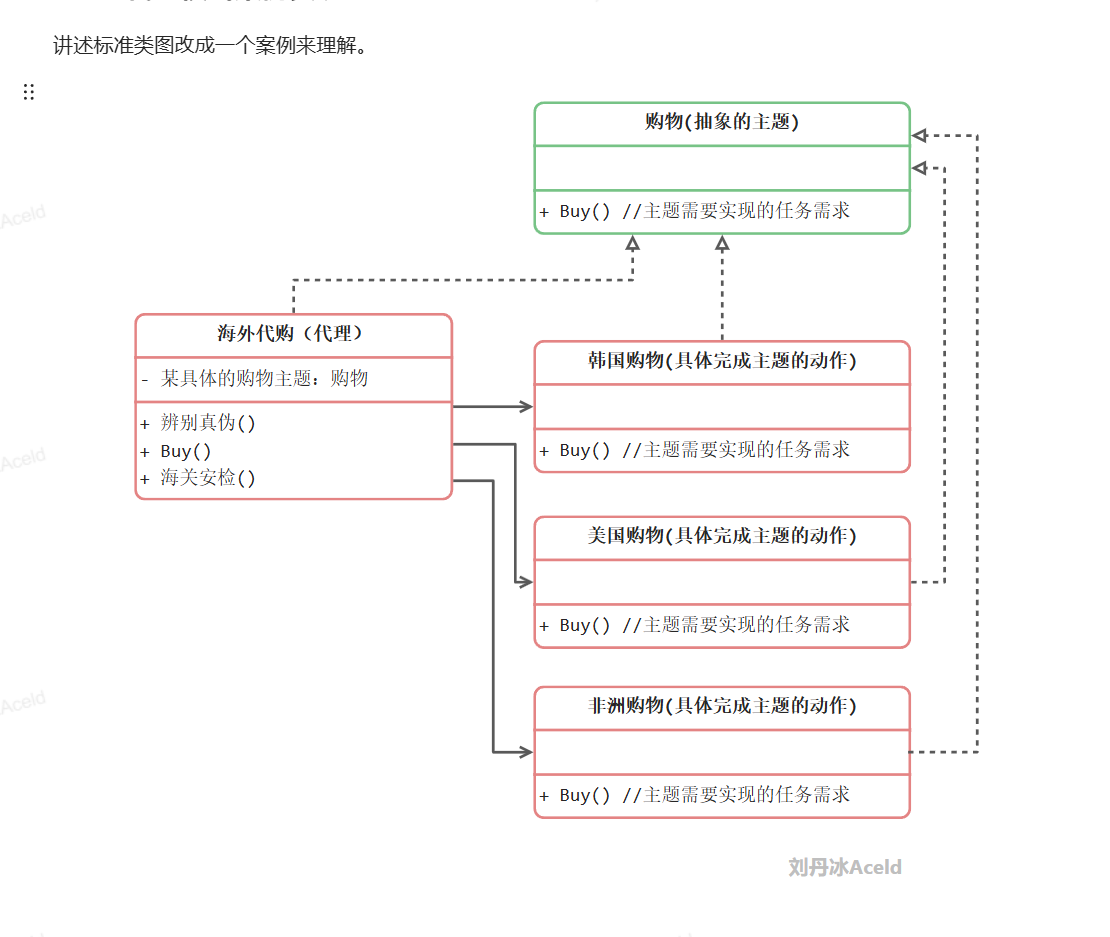 讲述标准类图改成一个案例来理解。
购物(抽象的主题)
+ Buy() //主题需要实现的任务需求
海外代购（代理）
- 某具体的购物主题：购物
+ 辨别真伪()
+ Buy()
+ 海关安检()
韩国购物(具体完成主题的动作)
+ Buy() //主题需要实现的任务需求
美国购物(具体完成主题的动作)
+ Buy() //主题需要实现的任务需求
非洲购物(具体完成主题的动作)
+ Buy() //主题需要实现的任务需求
刘丹冰Aceld
Aceld
Aceld
Aceld